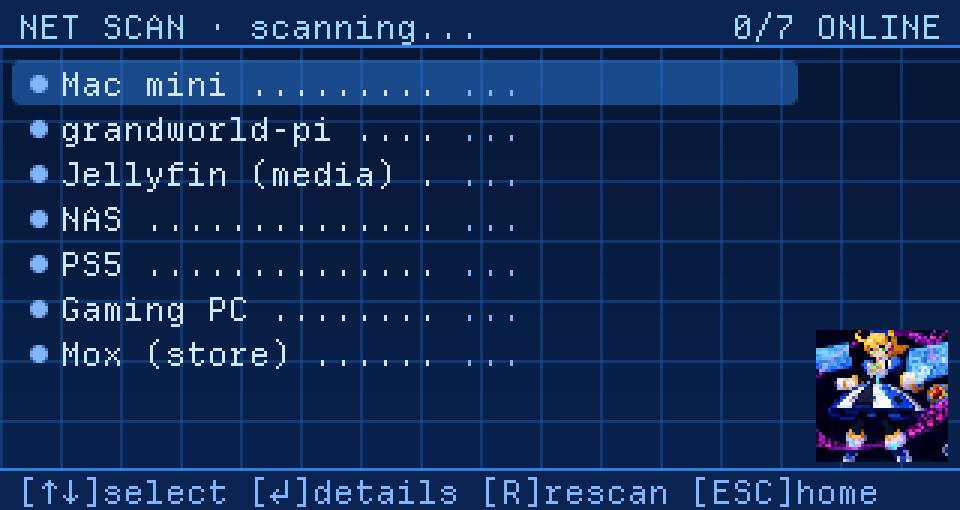 NET SCAN · scanning... 0/7 ONLINE
Mac mini ......... ...
grandworld-pi .... ...
Jellyfin (media) . ...
NAS .............. ...
PS5 .............. ...
Gaming PC ........ ...
Mox (store) ...... ...
[↑↓]select [↲]details [R]rescan [ESC]home